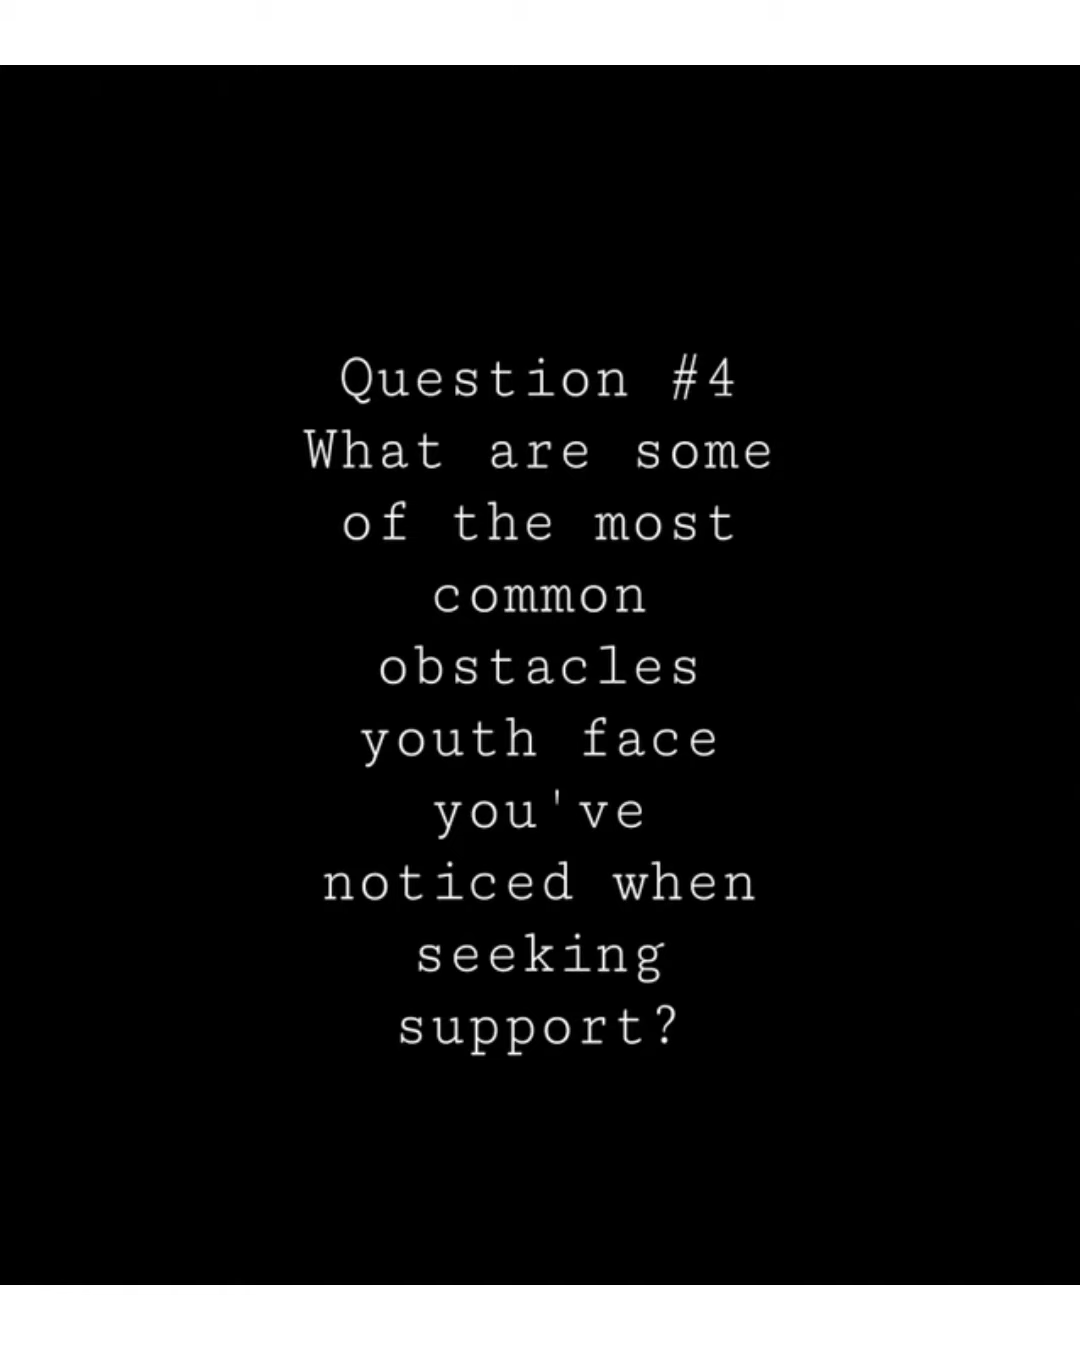 Question #4
What are some
of the most
common
obstacles
youth face
you've
noticed when
seeking
support?